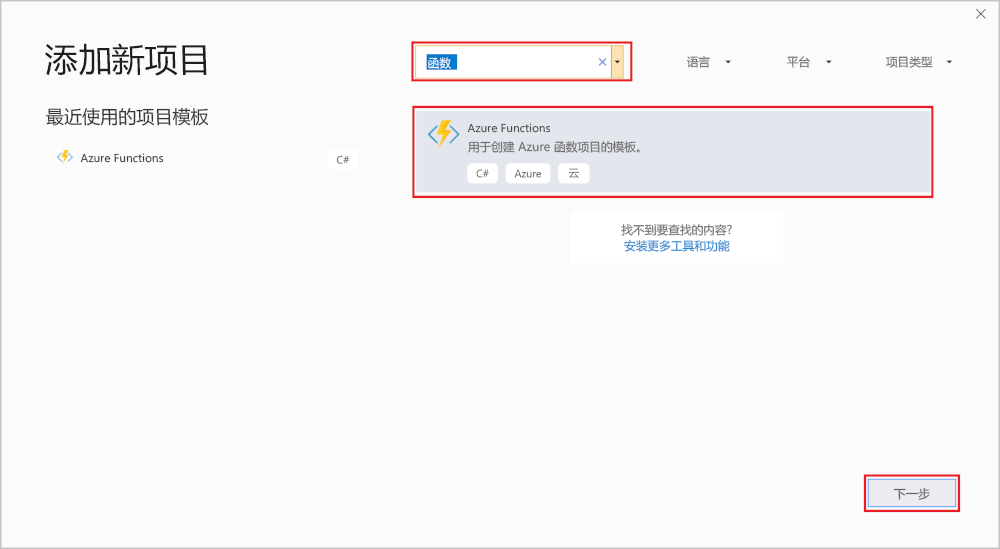 添加新项目
最近使用的项目模板
Azure Functions
C#
函数
语言
平台
项目类型
Azure Functions
用于创建 Azure 函数项目的模板。
C#
Azure
云
找不到要查找的内容?
安装更多工具和功能
下一步